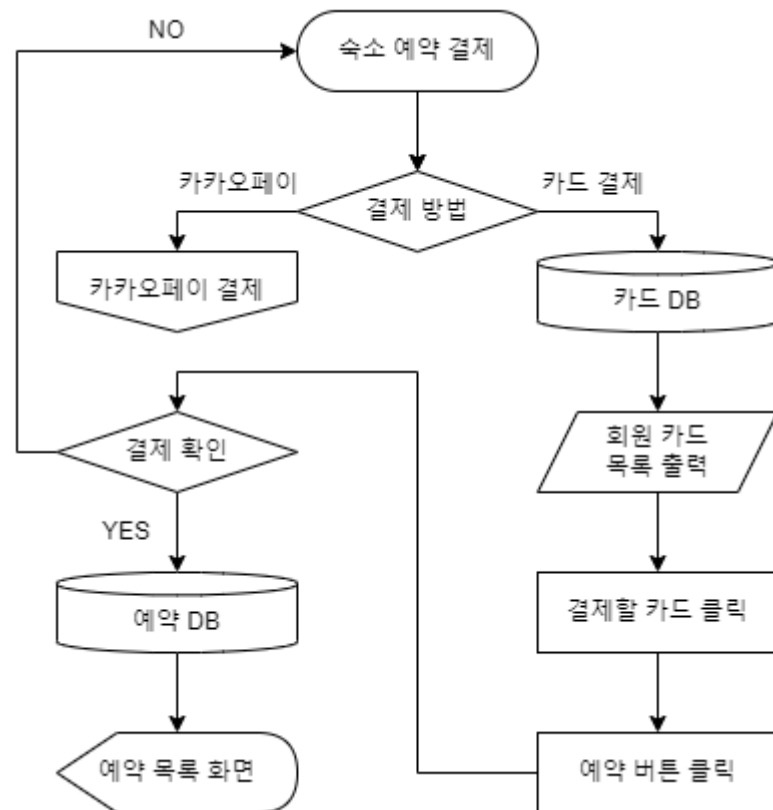 NO
숙소 예약 결제
카카오페이
카드 결제
결제 방법
카카오페이 결제
카드 DB
결제 확인
회원 카드
목록 출력
YES
예약 DB
결제할 카드 클릭
예약 목록 화면
예약 버튼 클릭